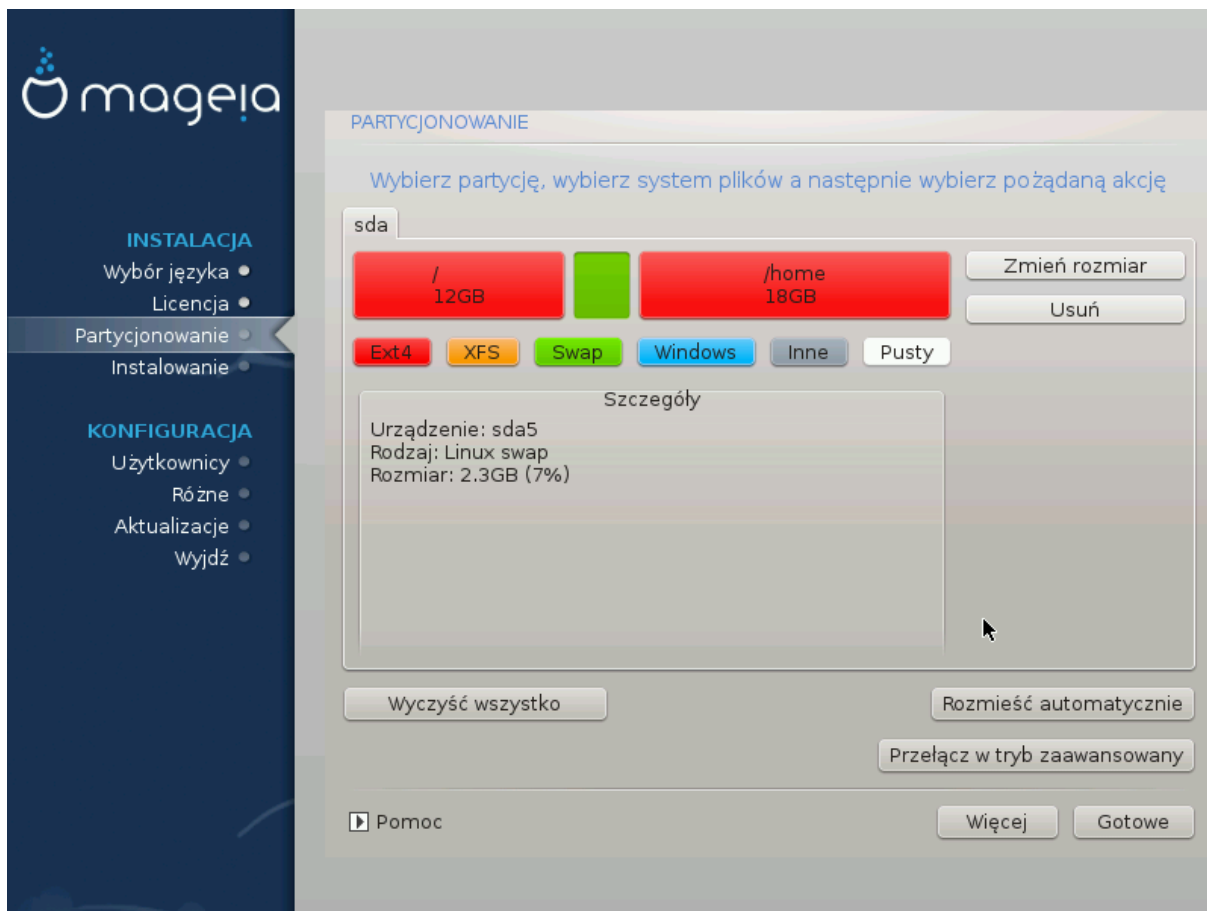 mageia
INSTALACJA
Wybór języka
Licencja
Partycjonowanie
Instalowanie
KONFIGURACJA
Użytkownicy
Różne
Aktualizacje
Wyjdź
PARTYCJONOWANIE
Wybierz partycję, wybierz system plików a następnie wybierz pożądaną akcję
sda
/
12GB
/home
18GB
Zmień rozmiar
Usuń
Ext4 XFS Swap Windows Inne Pusty
Szczegóły
Urządzenie: sda5
Rodzaj: Linux swap
Rozmiar: 2.3GB (7%)
Wyczyść wszystko
Rozmieść automatycznie
Przełącz w tryb zaawansowany
Pomoc
Więcej
Gotowe